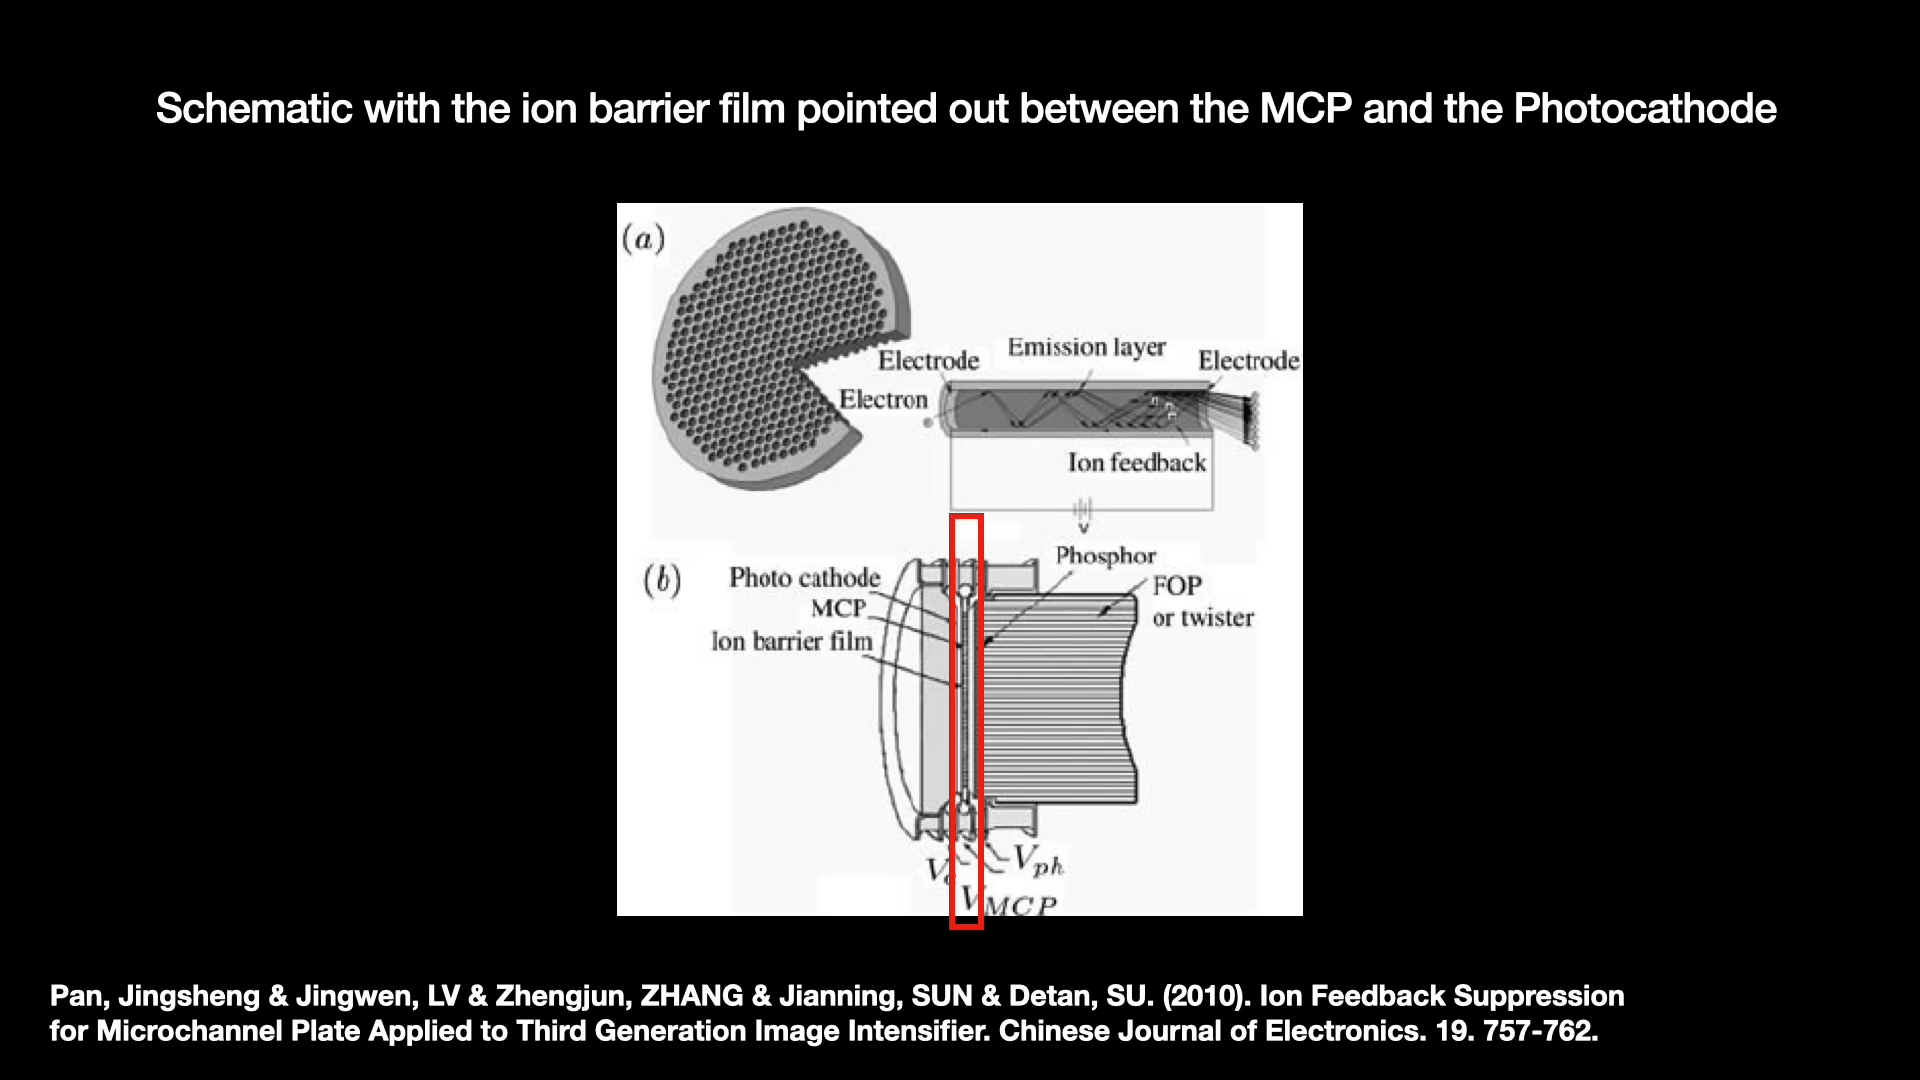 Schematic with the ion barrier film pointed out between the MCP and the Photocathode
(a)
Electrode
Emission layer
Electrode
Electron
Ion feedback
V
(b)
Photo cathode
MCP
Ion barrier film
Phosphor
FOP
or twister
Vph
VMCP
Pan, Jingsheng & Jingwen, LV & Zhengjun, ZHANG & Jianning, SUN & Detan, SU. (2010). Ion Feedback Suppression
for Microchannel Plate Applied to Third Generation Image Intensifier. Chinese Journal of Electronics. 19. 757-762.